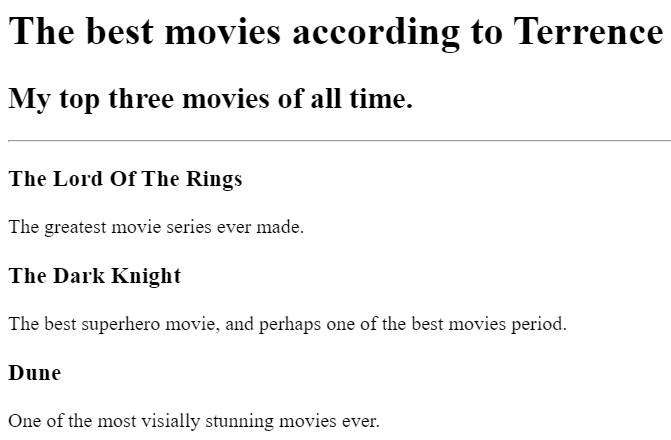 The best movies according to Terrence
My top three movies of all time.
The Lord Of The Rings
The greatest movie series ever made.
The Dark Knight
The best superhero movie, and perhaps one of the best movies period.
Dune
One of the most visially stunning movies ever.